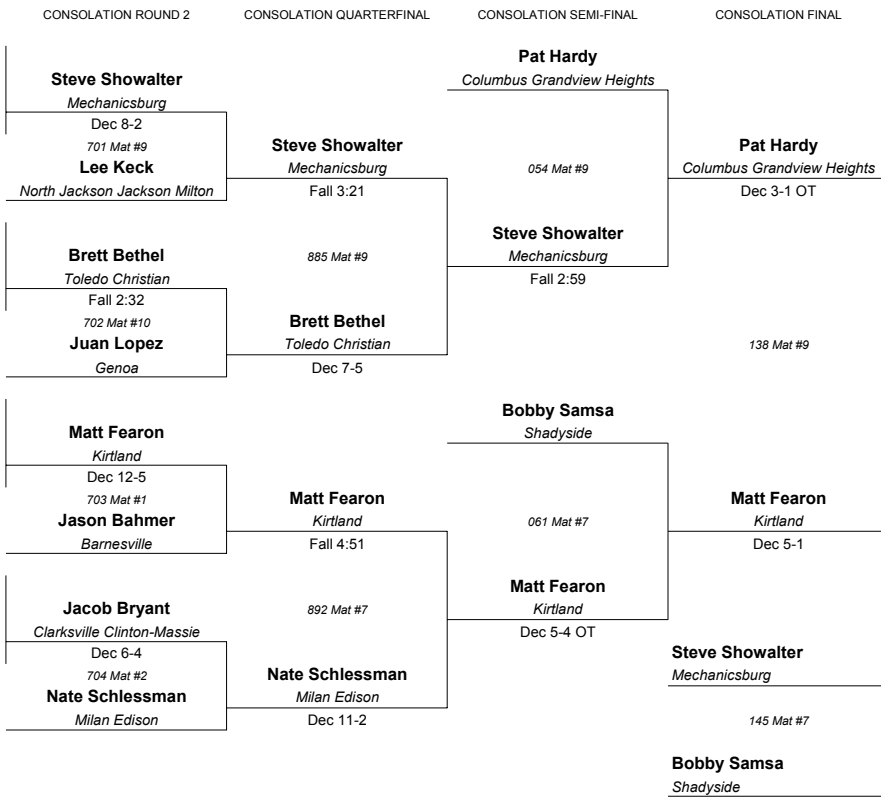 CONSOLATION ROUND 2
CONSOLATION QUARTERFINAL
CONSOLATION SEMI-FINAL
CONSOLATION FINAL
Steve Showalter
Mechanicsburg
Dec 8-2
701 Mat #9
Lee Keck
North Jackson Jackson Milton
Brett Bethel
Toledo Christian
Fall 2:32
702 Mat #10
Juan Lopez
Genoa
Matt Fearon
Kirtland
Dec 12-5
703 Mat #1
Jason Bahmer
Barnesville
Jacob Bryant
Clarksville Clinton-Massie
Dec 6-4
704 Mat #2
Nate Schlessman
Milan Edison
Steve Showalter
Mechanicsburg
Fall 3:21
885 Mat #9
Brett Bethel
Toledo Christian
Dec 7-5
Matt Fearon
Kirtland
Fall 4:51
892 Mat #7
Nate Schlessman
Milan Edison
Dec 11-2
Pat Hardy
Columbus Grandview Heights
054 Mat #9
Steve Showalter
Mechanicsburg
Fall 2:59
Bobby Samsa
Shadyside
061 Mat #7
Matt Fearon
Kirtland
Dec 5-4 OT
Pat Hardy
Columbus Grandview Heights
Dec 3-1 OT
138 Mat #9
Matt Fearon
Kirtland
Dec 5-1
Steve Showalter
Mechanicsburg
145 Mat #7
Bobby Samsa
Shadyside